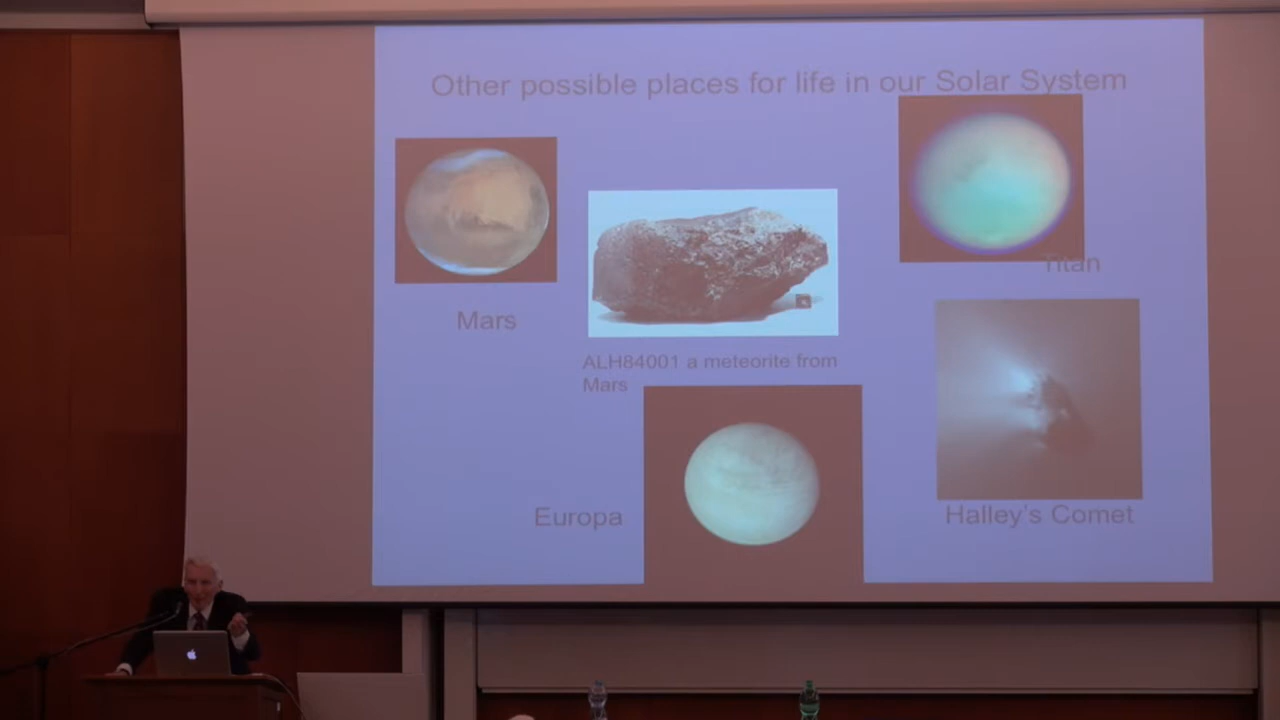 Other possible places for life in our Solar System
Mars
ALH84001 a meteorite from
Mars
Titan
Europa
Halley's Comet